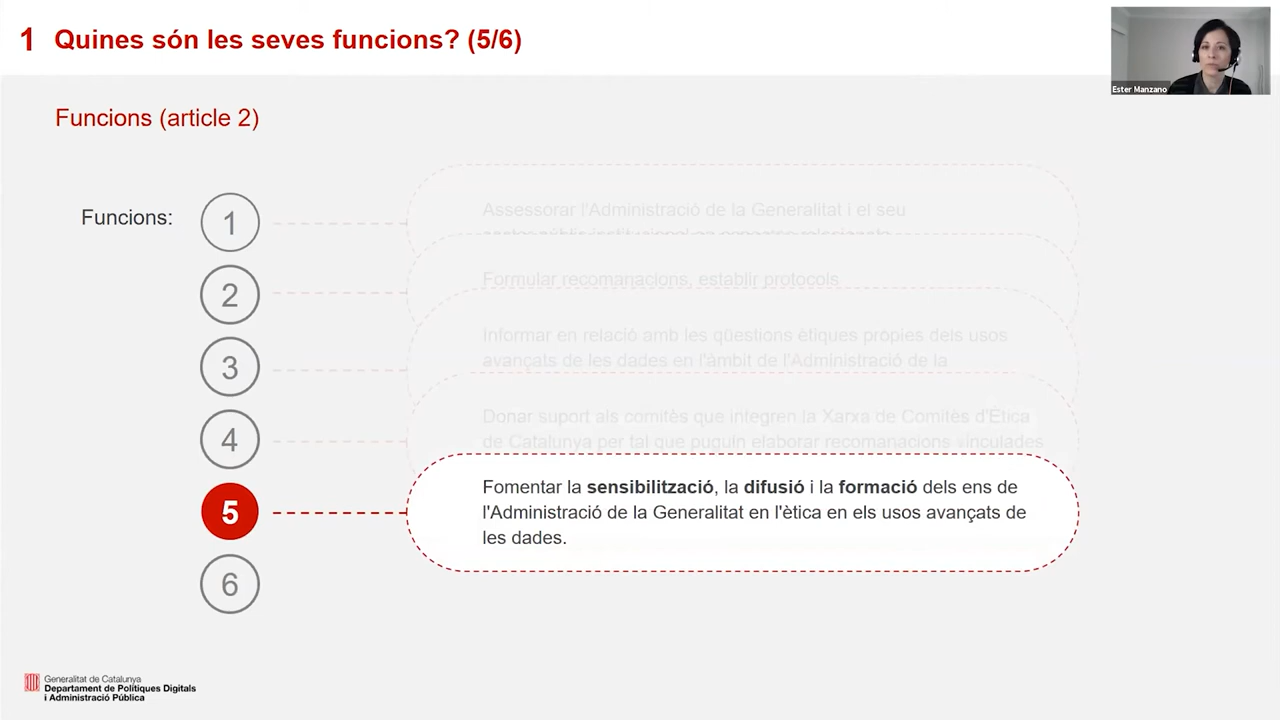 1 Quines són les seves funcions? (5/6)
Ester Manzano
Funcions (article 2)
Funcions:
1
Assessorar l'Administració de la Generalitat i el seu
2
Formular recomanacions, establir protocols
3
Informar en relació amb les qüestions ètiques pròpies dels usos
avançats de les dades en l'àmbit de l'Administració de la
4
Donar suport als comitès que integren la Xarxa de Comitès d'Ètica
de Catalunya per tal que puguin elaborar recomanacions vinculades
5
Fomentar la sensibilització, la difusió i la formació dels ens de
l'Administració de la Generalitat en l'ètica en els usos avançats de
les dades.
6
Generalitat de Catalunya
Departament de Polítiques Digitals
i Administració Pública